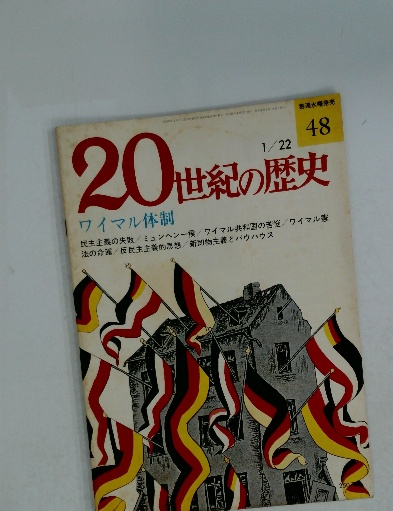 毎週水曜発売
48
1/22
20世紀の歴史
ワイマル体制
民主主義の失敗/ミュンヘン一揆/ワイマル共和国の苦悩/ワイマル憲
法の命運/反民主主義的思想/新即物主義とバウハウス